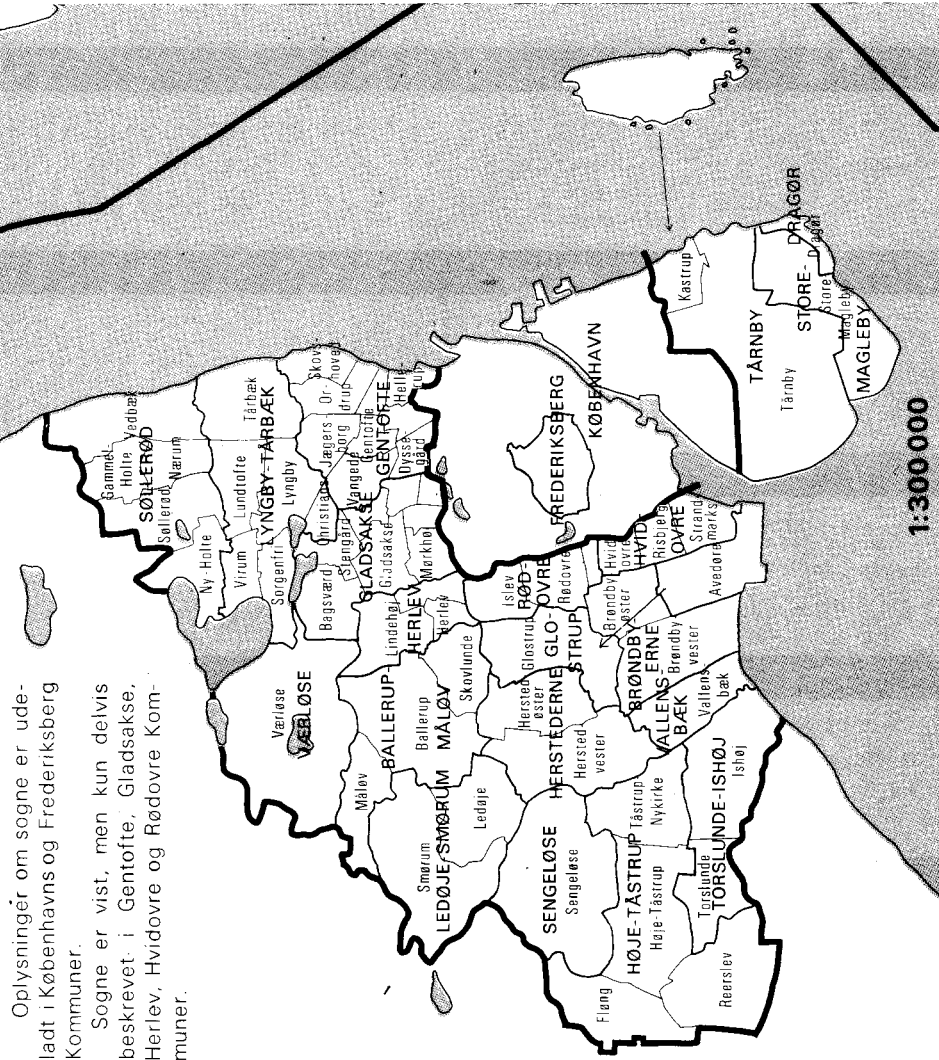 Oplysninger om sogne er ude-
ladt i Københavns og Frederiksberg
Kommuner.
Sogne er vist, men kun delvis
beskrevet i Gentofte, Gladsakse,
Herlev, Hvidovre og Rødovre Kom-
muner.
Gammel-
Holte
Vedbæk
SØLLERØD
Søllerød
Nærum
Ny-Holte
Virum
Lundtofte
Tårbæk
LYNGBY-TÅRBÆK
Sorgenfri
Lyngby
Skovs-
hoved
Or-
drup
Jægers
borg
Christians
Vangede
Gentofte
GENTOFTE
Helle-
rup
Dysse
gård
Bagsværd
Stengård
GLADSAKSE
Gladsakse
Mørkhøj
Værløse
VÆRLØSE
Måløv
BALLERUP-
MÅLØV
Ballerup
Skovlunde
Lindehøj
HERLEV
Herlev
Smørum
LEDØJE-SMØRUM
Ledøje
SENGELØSE
Sengeløse
HERSTEDERNE
Hersted
øster
Hersted
vester
GLO-
STRUP
Glostrup
Islev
RØD-
OVRE
Rødovre
FREDERIKSBERG
KØBENHAVN
Hvid
ovre
HVID-
OVRE
Risbjerg
Strand
marks
Avedøre
Brøndby
øster
BRØNDBY-
ERNE
Brøndby
vester
VALLENS
BÆK
Vallens
bæk
Fløng
HØJE-TÅSTRUP
Høje-Tåstrup
Tåstrup
Nykirke
Reerslev
Torslunde
TORSLUNDE-ISHØJ
Ishøj
Kastrup
TÅRNBY
Tårnby
DRAGØR
Dragør
STORE-
MAGLEBY
Store
Magleby
1:300 000